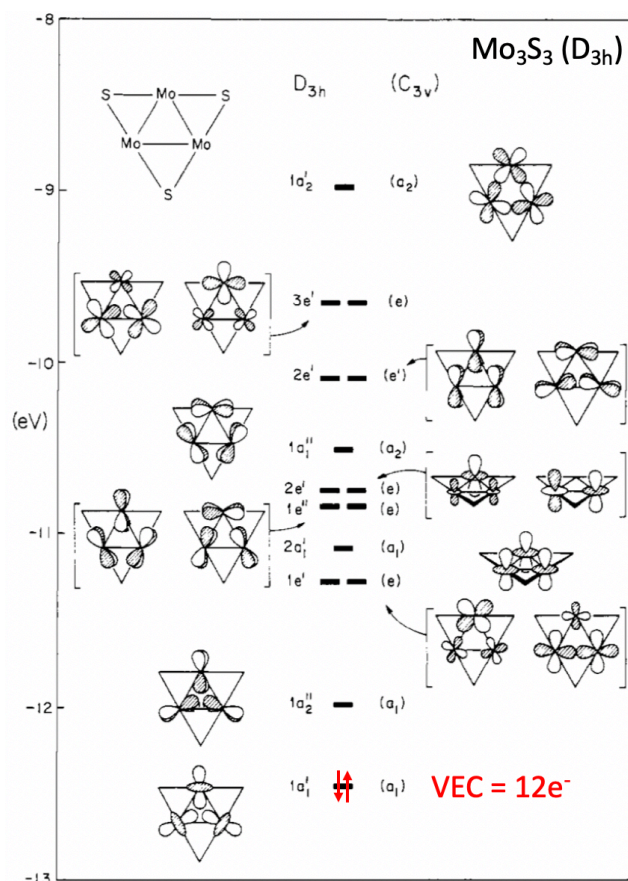 -8
Mo₃S₃ (D₃ₕ)
D₃ₕ (C₃ᵥ)
S Mo S
Mo Mo
S
-9
1a₂' (a₂)
3e' (e)
-10
2e' (e')
(eV)
1a₁'' (a₂)
2e' (e)
1e'' (e)
-11
2a₁' (a₁)
1e' (e)
-12
1a₂'' (a₁)
1a₁' (a₁) VEC = 12e⁻
-13